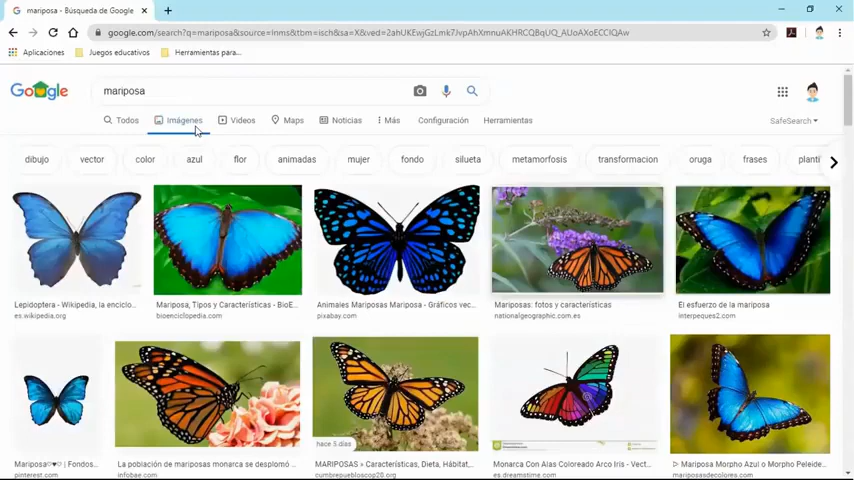 mariposa - Búsqueda de Google
google.com/search?q=mariposa&source=lnms&tbm=isch&sa=X&ved=2ahUKEwjGzLmk7JvpAhXmnuAKHdrhCBQBqUQ_AUoAXoECCIQAw
Aplicaciones Juegos educativos Herramientas para...
Google mariposa
Todos Imágenes Videos Maps Noticias Más Configuración Herramientas SafeSearch
dibujo vector color azul flor animadas mujer fondo silueta metamorfosis transformacion oruga frases planti
Lepidoptera - Wikipedia, la enciclo... Mariposa, Tipos y Características - BioE... Animales Mariposas Mariposa - Gráficos vec... Mariposas: fotos y características El esfuerzo de la mariposa
es.wikipedia.org bioenciclopedia.com pixabay.com nationalgeographic.com.es interpeques2.com
hace 5 días
Mariposa♥♡ | Fondos... La población de mariposas monarca se desplomó ... MARIPOSAS » Características, Dieta, Hábitat... Monarca Con Alas Coloreado Arco Iris - Vect... ▷ Mariposa Morpho Azul o Morpho Peleide...
pinterest.com infobae.com cumbrepuebloscop20.org es.dreamstime.com mariposasdecolores.com